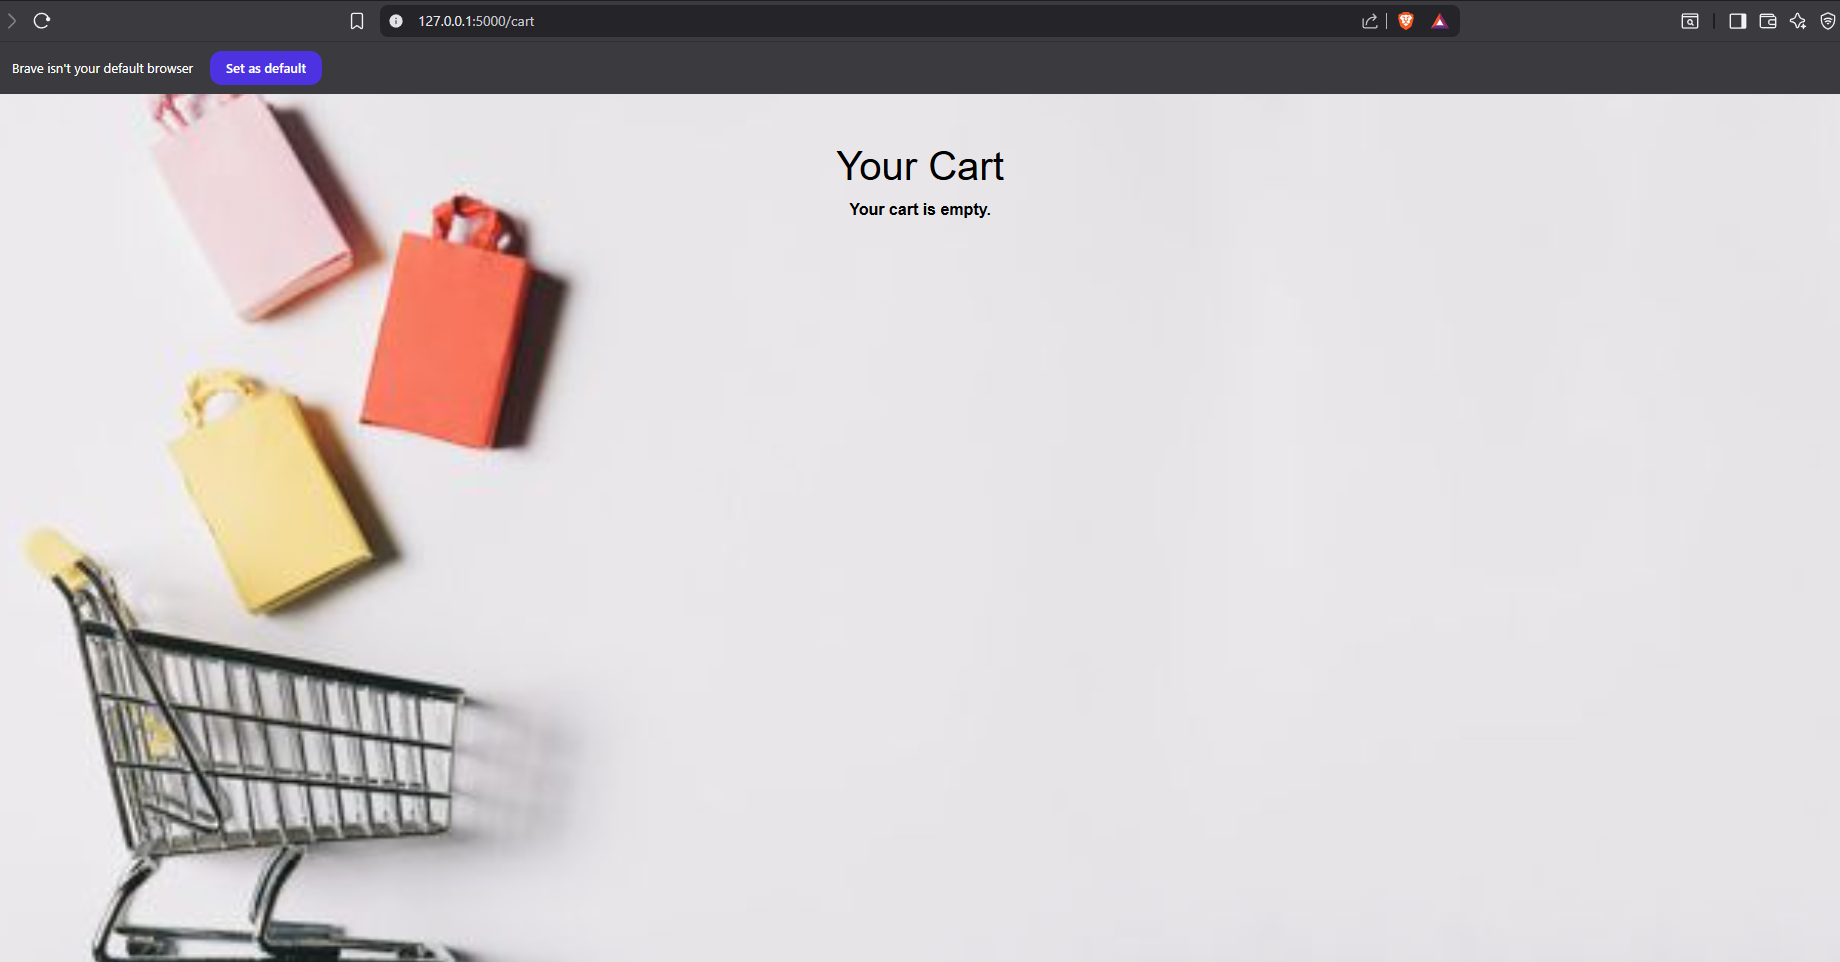 127.0.0.1:5000/cart
Brave isn't your default browser
Set as default
Your Cart
Your cart is empty.